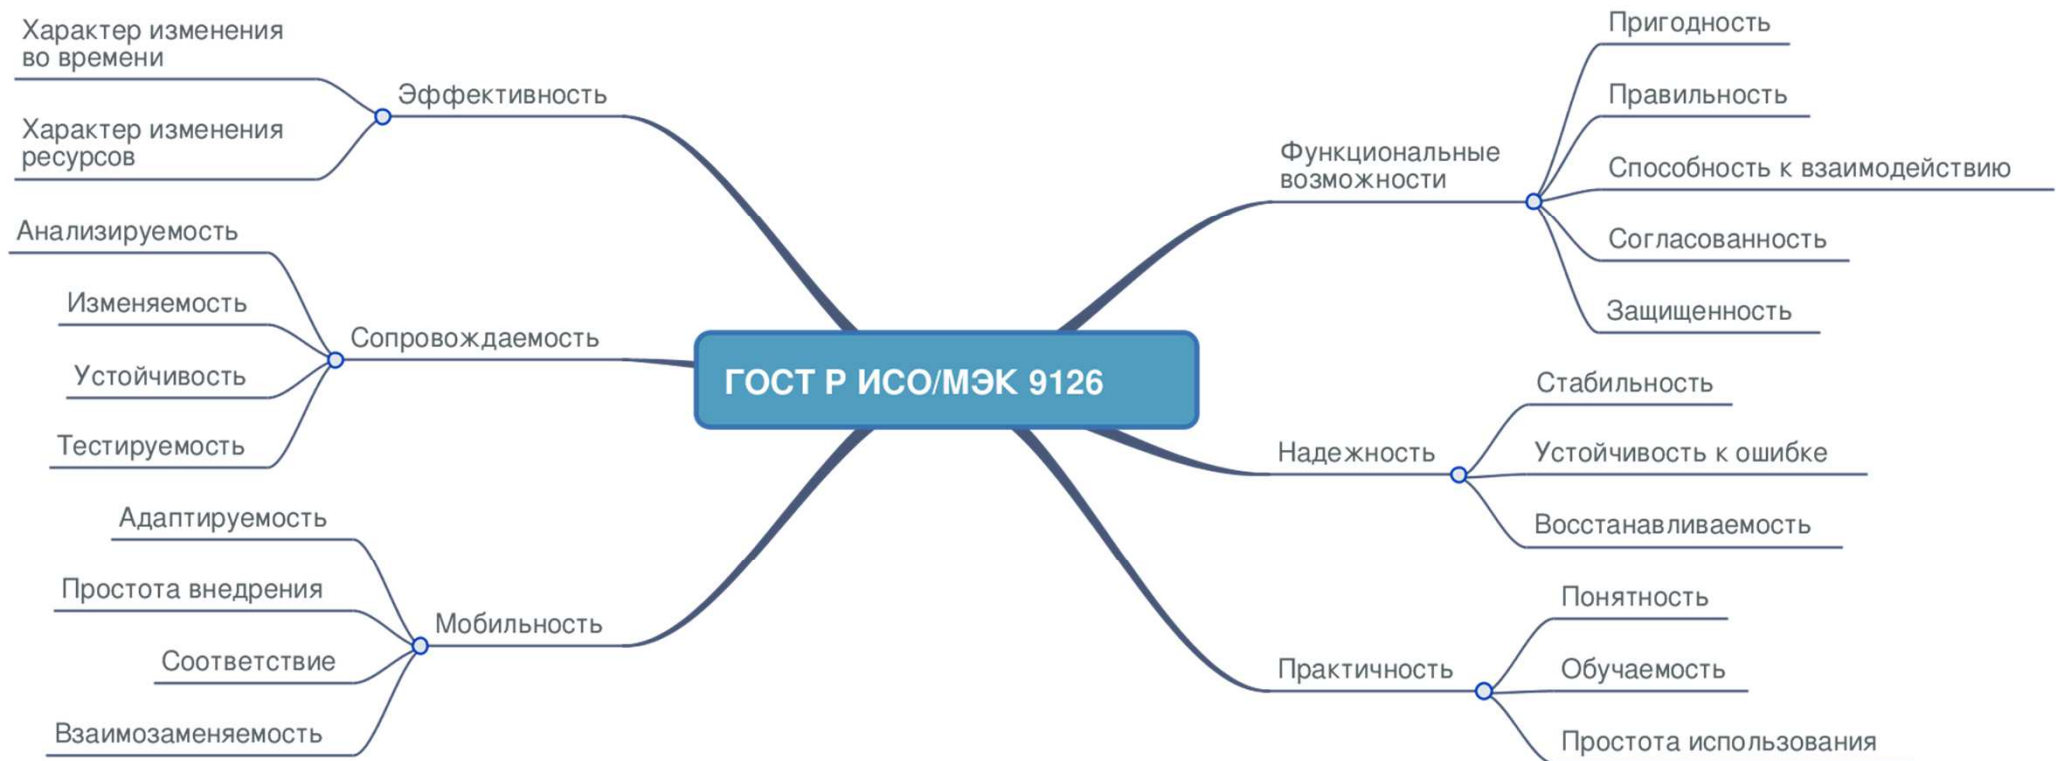 Характер изменения
во времени
Характер изменения
ресурсов
Эффективность
Анализируемость
Изменяемость
Устойчивость
Тестируемость
Сопровождаемость
Адаптируемость
Простота внедрения
Соответствие
Взаимозаменяемость
Мобильность
ГОСТ Р ИСО/МЭК 9126
Функциональные
возможности
Пригодность
Правильность
Способность к взаимодействию
Согласованность
Защищенность
Надежность
Стабильность
Устойчивость к ошибке
Восстанавливаемость
Практичность
Понятность
Обучаемость
Простота использования